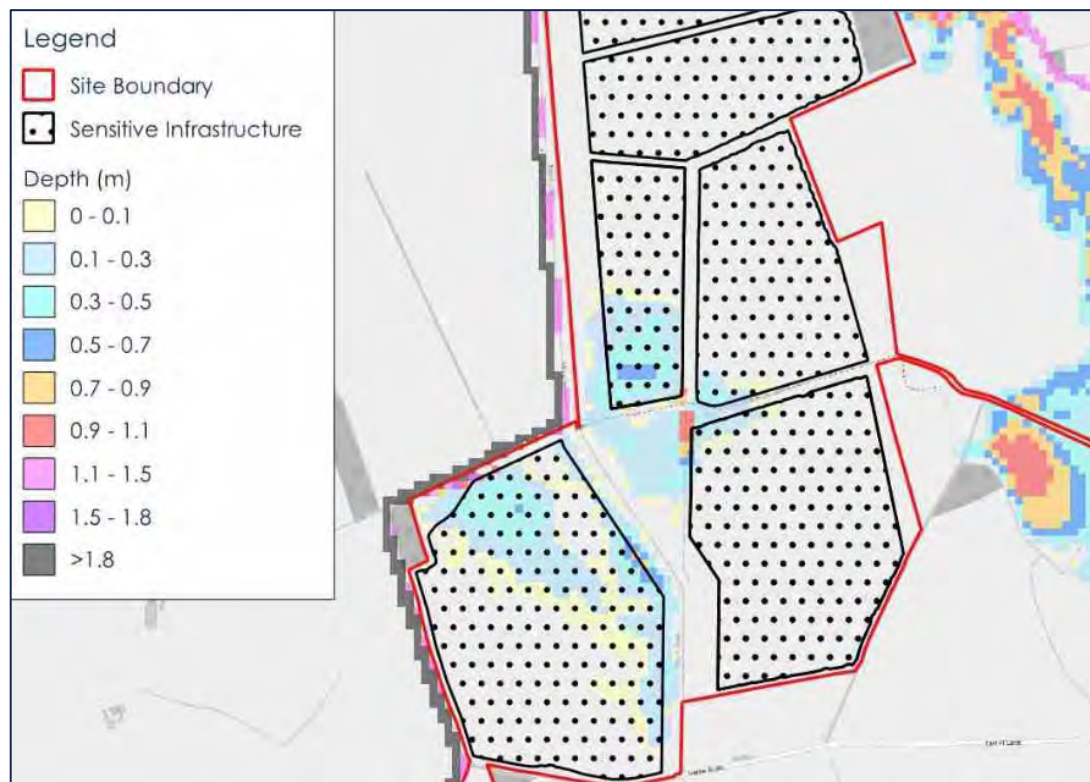 Legend
Site Boundary
Sensitive Infrastructure
Depth (m)
0 - 0.1
0.1 - 0.3
0.3 - 0.5
0.5 - 0.7
0.7 - 0.9
0.9 - 1.1
1.1 - 1.5
1.5 - 1.8
>1.8